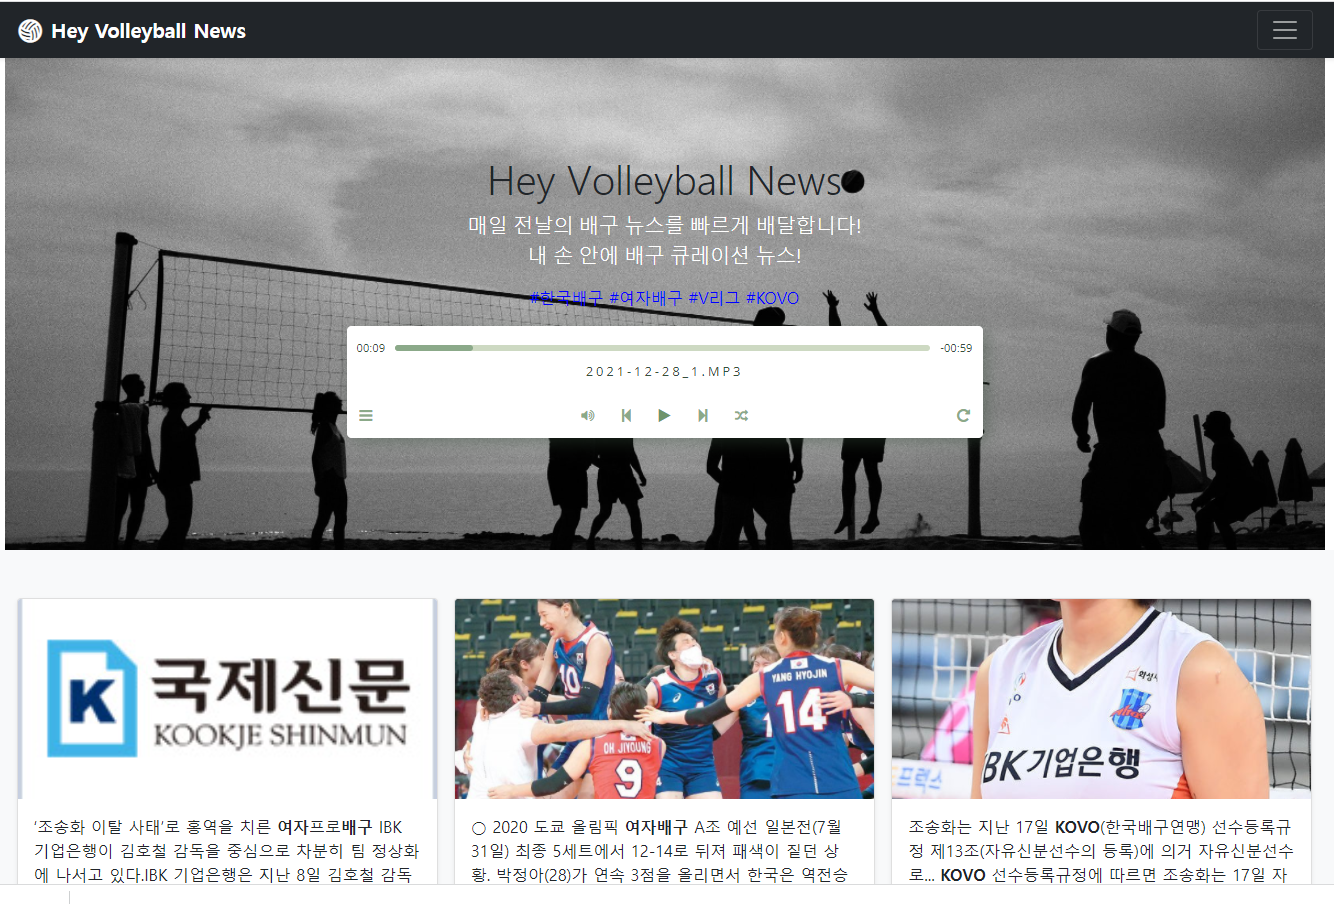 Hey Volleyball News
Hey Volleyball News
매일 전날의 배구 뉴스를 빠르게 배달합니다!
내 손 안에 배구 큐레이션 뉴스!
#한국배구 #여자배구 #V리그 #KOVO
00:09
-00:59
2021-12-28_1.MP3
국제신문
KOOKJE SHINMUN
10
OH JIYOUNG
9
YANG HYOJIN
14
화성시
IBK기업은행
프럭스
‘조송화 이탈 사태’로 홍역을 치른 여자프로배구 IBK
기업은행이 김호철 감독을 중심으로 차분히 팀 정상화
에 나서고 있다.IBK 기업은행은 지난 8일 김호철 감독
○ 2020 도쿄 올림픽 여자배구 A조 예선 일본전(7월
31일) 최종 5세트에서 12-14로 뒤져 패색이 짙던 상
황. 박정아(28)가 연속 3점을 올리면서 한국은 역전승
조송화는 지난 17일 KOVO(한국배구연맹) 선수등록규
정 제13조(자유신분선수의 등록)에 의거 자유신분선수
로... KOVO 선수등록규정에 따르면 조송화는 17일 자